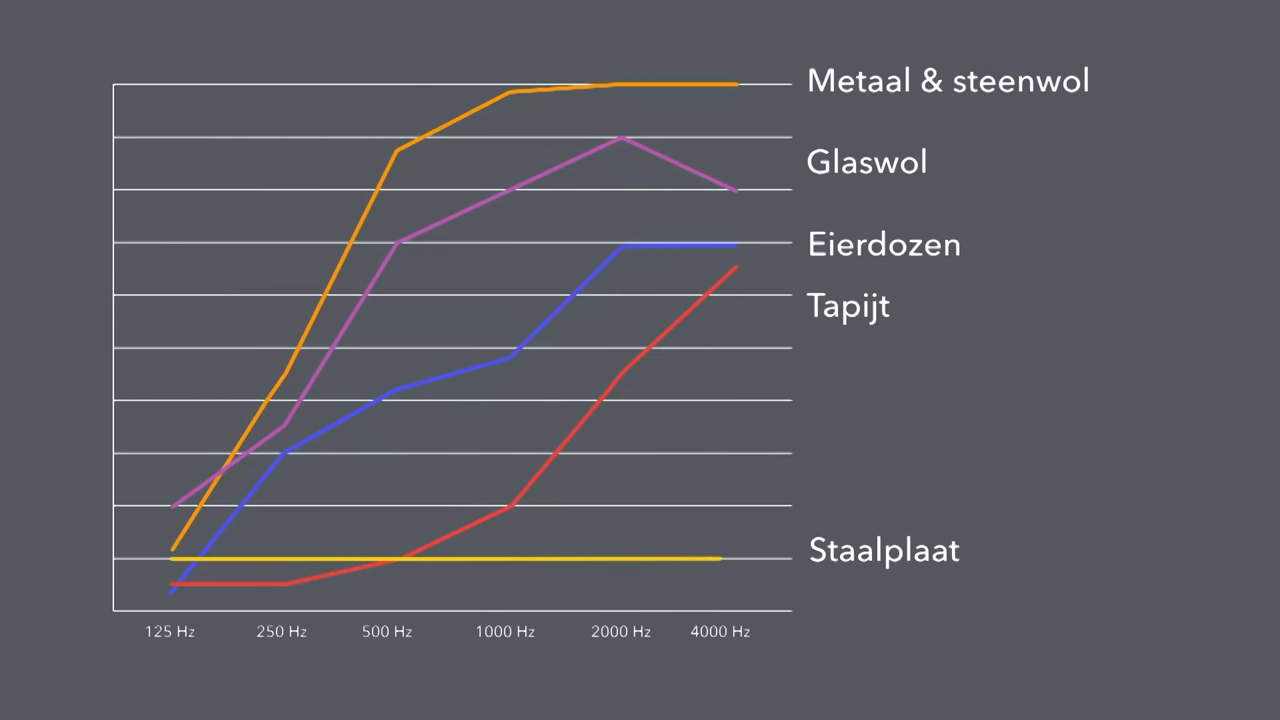 Metaal & steenwol
Glaswol
Eierdozen
Tapijt
Staalplaat
125 Hz 250 Hz 500 Hz 1000 Hz 2000 Hz 4000 Hz